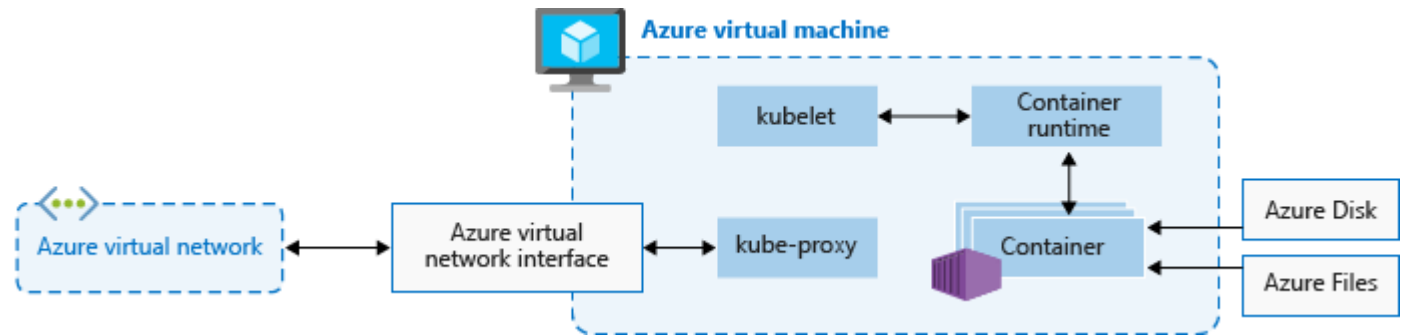 Azure virtual machine
kubelet
Container
runtime
Azure virtual network
Azure virtual
network interface
kube-proxy
Container
Azure Disk
Azure Files